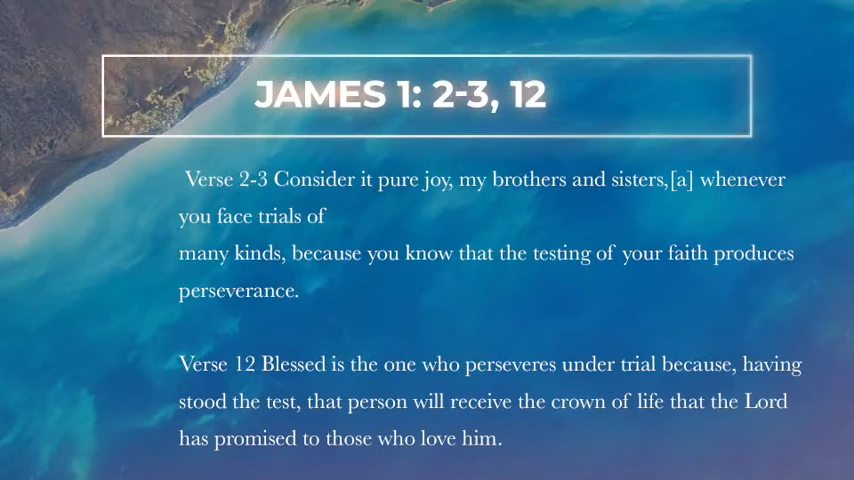 JAMES 1: 2-3, 12
Verse 2-3 Consider it pure joy, my brothers and sisters,[a] whenever
you face trials of
many kinds, because you know that the testing of your faith produces
perseverance.
Verse 12 Blessed is the one who perseveres under trial because, having
stood the test, that person will receive the crown of life that the Lord
has promised to those who love him.